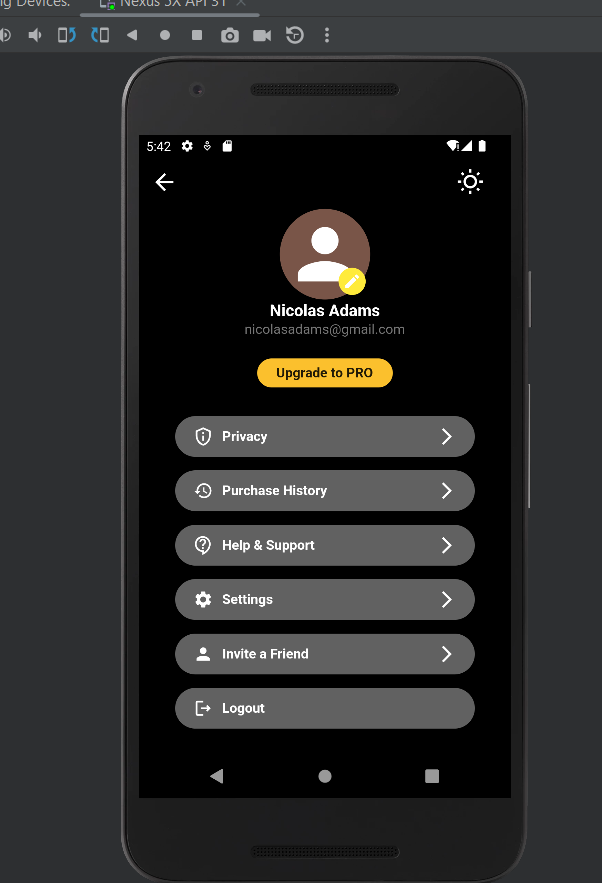 ng Devices:
Nexus 5X API 31
5:42
Nicolas Adams
nicolasadams@gmail.com
Upgrade to PRO
Privacy
Purchase History
Help & Support
Settings
Invite a Friend
Logout